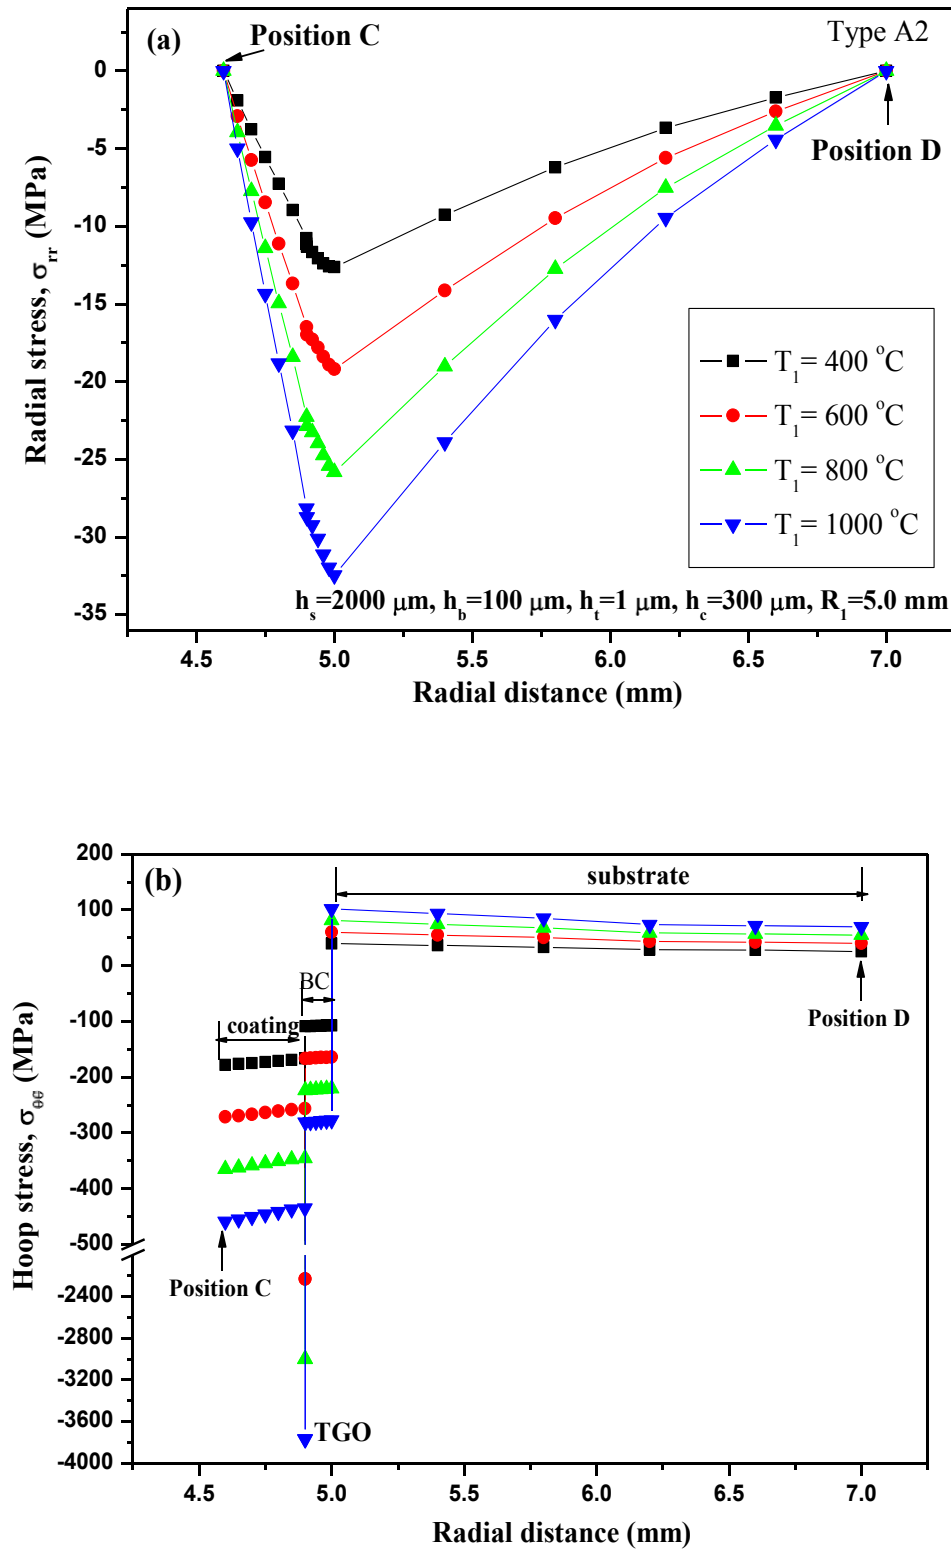 (a)
Position C
Type A2
Position D
0
-5
-10
-15
-20
-25
-30
-35
Radial stress, σrr (MPa)
T1= 400 °C
T1= 600 °C
T1= 800 °C
T1= 1000 °C
hs=2000 μm, hb=100 μm, ht=1 μm, hc=300 μm, R1=5.0 mm
4.5 5.0 5.5 6.0 6.5 7.0
Radial distance (mm)
(b)
substrate
BC
coating
Position D
Position C
TGO
200
100
0
-100
-200
-300
-400
-500
-2400
-2800
-3200
-3600
-4000
Hoop stress, σθθ (MPa)
4.5 5.0 5.5 6.0 6.5 7.0
Radial distance (mm)